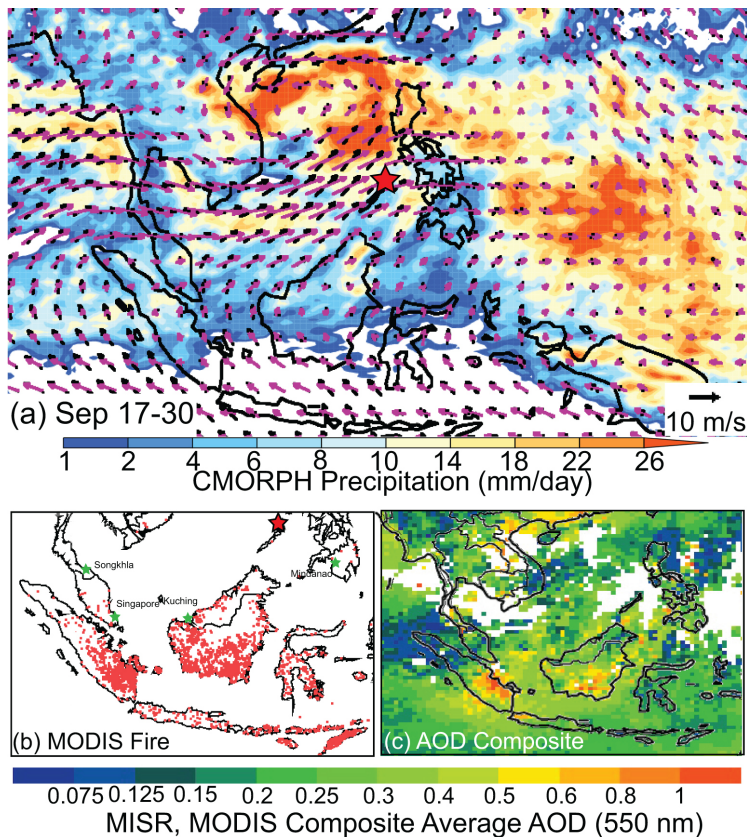 (a) Sep 17-30
10 m/s
1 2 4 6 8 10 14 18 22 26
CMORPH Precipitation (mm/day)
Songkhla
Mindanao
Singapore
Kuching
(b) MODIS Fire
(c) AOD Composite
0.075 0.125 0.15 0.2 0.25 0.3 0.4 0.5 0.6 0.8 1
MISR, MODIS Composite Average AOD (550 nm)